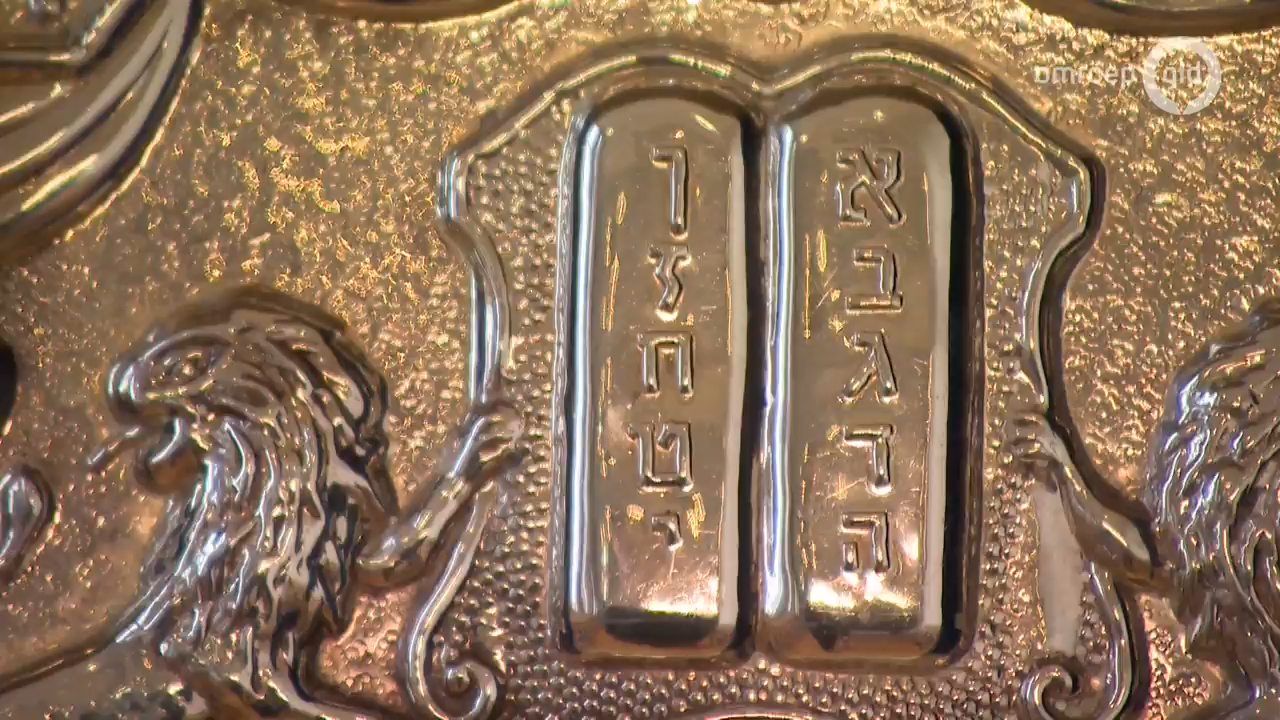 omroep gld
א
ב
ג
ד
ה
ו
ז
ח
ט
י